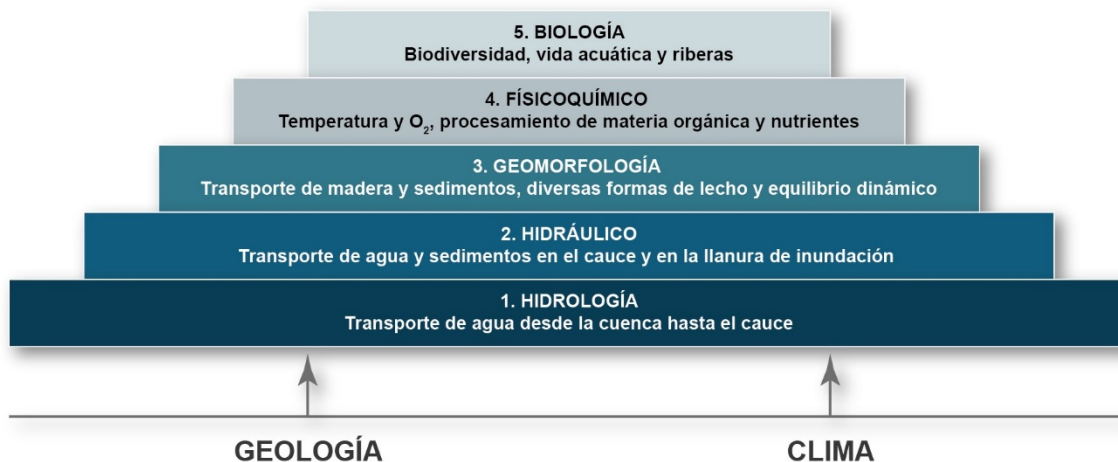 5. BIOLOGÍA
Biodiversidad, vida acuática y riberas
4. FÍSICOQUÍMICO
Temperatura y O₂, procesamiento de materia orgánica y nutrientes
3. GEOMORFOLOGÍA
Transporte de madera y sedimentos, diversas formas de lecho y equilibrio dinámico
2. HIDRÁULICO
Transporte de agua y sedimentos en el cauce y en la llanura de inundación
1. HIDROLOGÍA
Transporte de agua desde la cuenca hasta el cauce
GEOLOGÍA
CLIMA